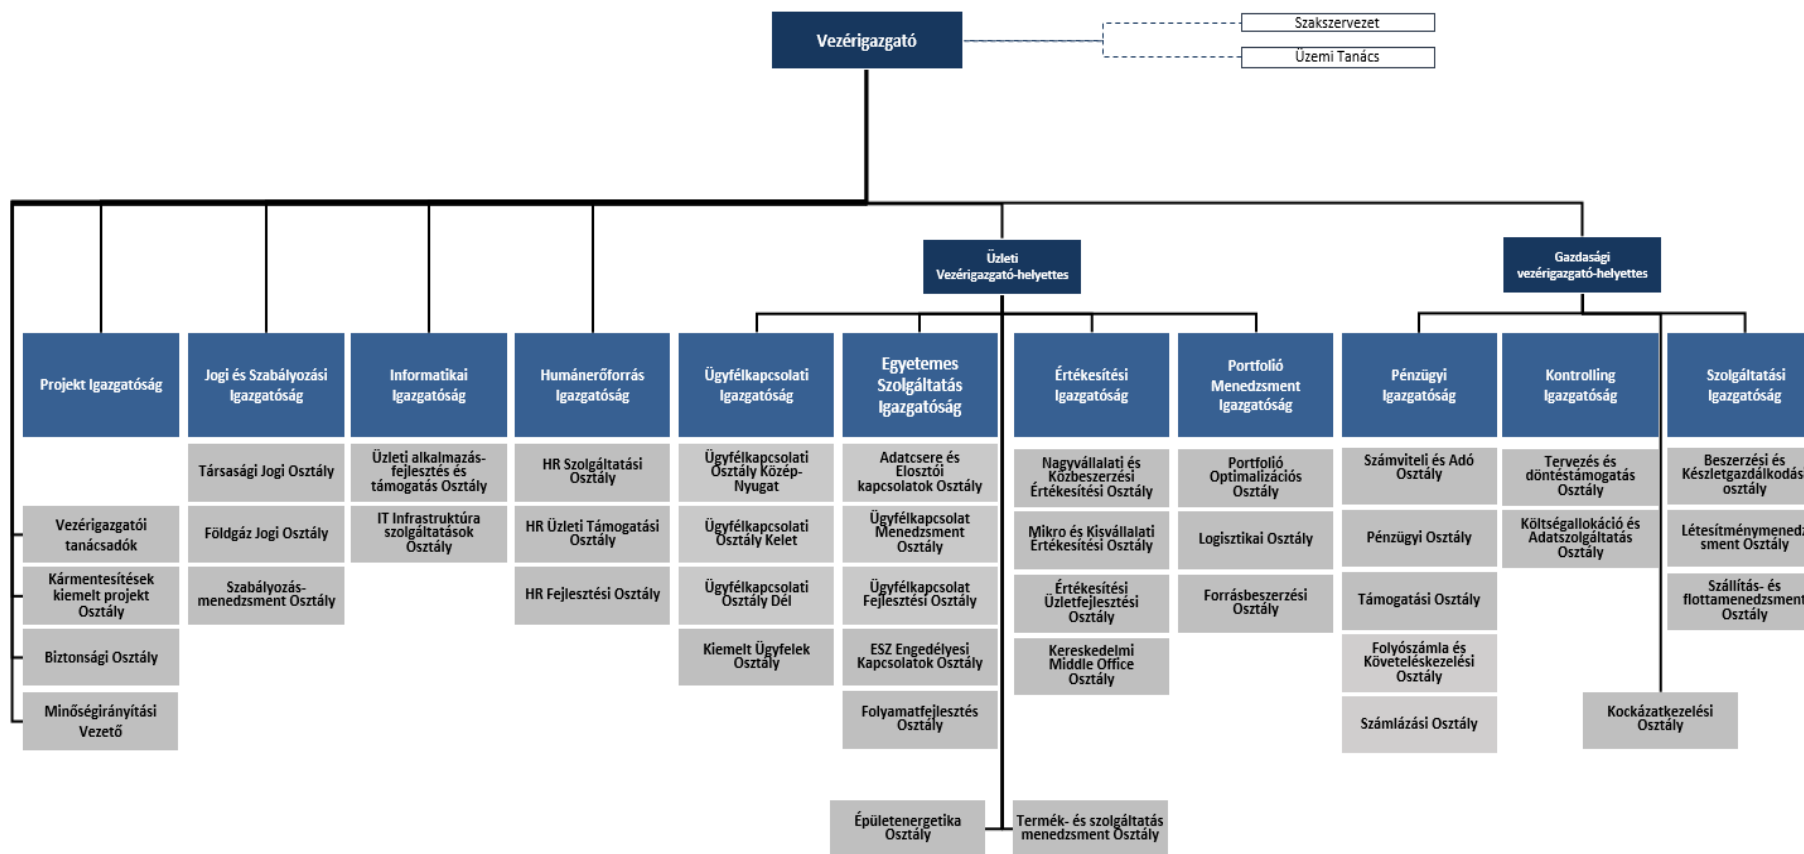 Vezérigazgató
Szakszervezet
Üzemi Tanács
Üzleti
Vezérigazgató-helyettes
Gazdasági
vezérigazgató-helyettes
Projekt Igazgatóság
Jogi és Szabályozási
Igazgatóság
Informatikai
Igazgatóság
Humánerőforrás
Igazgatóság
Ügyfélkapcsolati
Igazgatóság
Egyetemes
Szolgáltatás
Igazgatóság
Értékesítési
Igazgatóság
Portfolió
Menedzsment
Igazgatóság
Pénzügyi
Igazgatóság
Kontrolling
Igazgatóság
Szolgáltatási
Igazgatóság
Vezérigazgatói
tanácsadók
Kármentesítések
kiemelt projekt
Osztály
Biztonsági Osztály
Minőségirányítási
Vezető
Társasági Jogi Osztály
Földgáz Jogi Osztály
Szabályozás-
menedzsment Osztály
Üzleti alkalmazás-
fejlesztés és
támogatás Osztály
IT Infrastruktúra
szolgáltatások
Osztály
HR Szolgáltatási
Osztály
HR Üzleti Támogatási
Osztály
HR Fejlesztési Osztály
Ügyfélkapcsolati
Osztály Közép-
Nyugat
Ügyfélkapcsolati
Osztály Kelet
Ügyfélkapcsolati
Osztály Dél
Kiemelt Ügyfelek
Osztály
Adatcsere és
Elosztói
kapcsolatok Osztály
Ügyfélkapcsolat
Menedzsment
Osztály
Ügyfélkapcsolat
Fejlesztési Osztály
ESZ Engedélyesi
Kapcsolatok Osztály
Folyamatfejlesztés
Osztály
Nagyvállalati és
Közbeszerzési
Értékesítési Osztály
Mikro és Kisvállalati
Értékesítési Osztály
Értékesítési
Üzletfejlesztési
Osztály
Kereskedelmi
Middle Office
Osztály
Portfolió
Optimalizációs
Osztály
Logisztikai Osztály
Forrásbeszerzési
Osztály
Számviteli és Adó
Osztály
Pénzügyi Osztály
Támogatási Osztály
Folyószámla és
Követeléskezelési
Osztály
Számlázási Osztály
Tervezés és
döntéstámogatás
Osztály
Költségallokáció és
Adatszolgáltatás
Osztály
Beszerzési és
Készletgazdálkodás
osztály
Létesítménymenedz
sment Osztály
Szállítás- és
flottamenedzsment
Osztály
Kockázatkezelési
Osztály
Épületenergetika
Osztály
Termék- és szolgáltatás
menedzsment Osztály